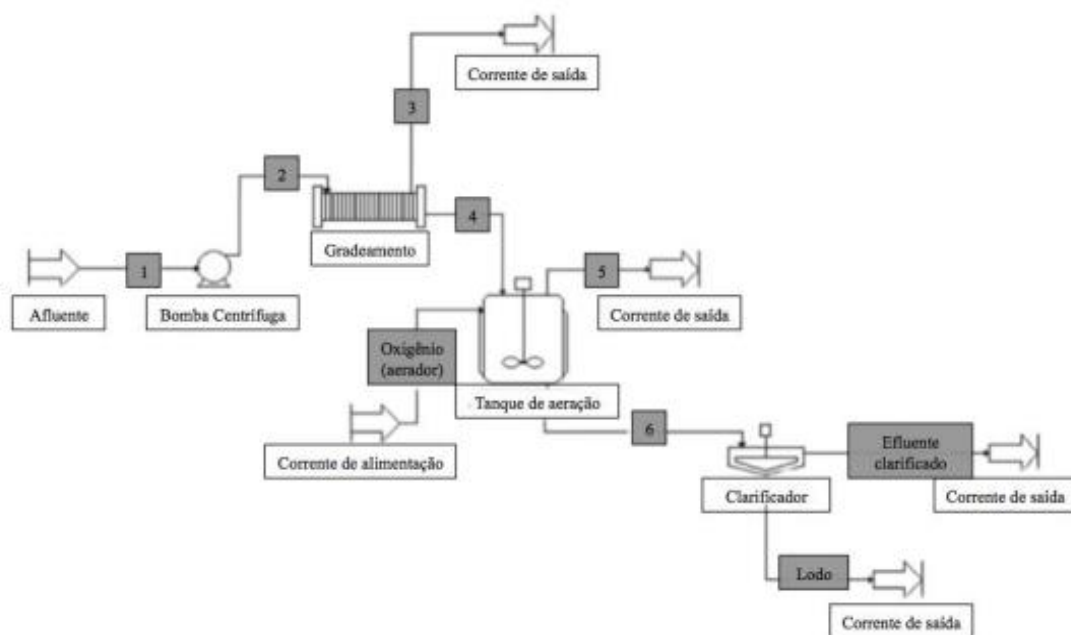 Corrente de saída
3
2
4
Gradeamento
1
Afluente
Bomba Centrífuga
5
Corrente de saída
Oxigênio
(aerador)
Tanque de aeração
Corrente de alimentação
6
Efluente
clarificado
Clarificador
Corrente de saída
Lodo
Corrente de saída